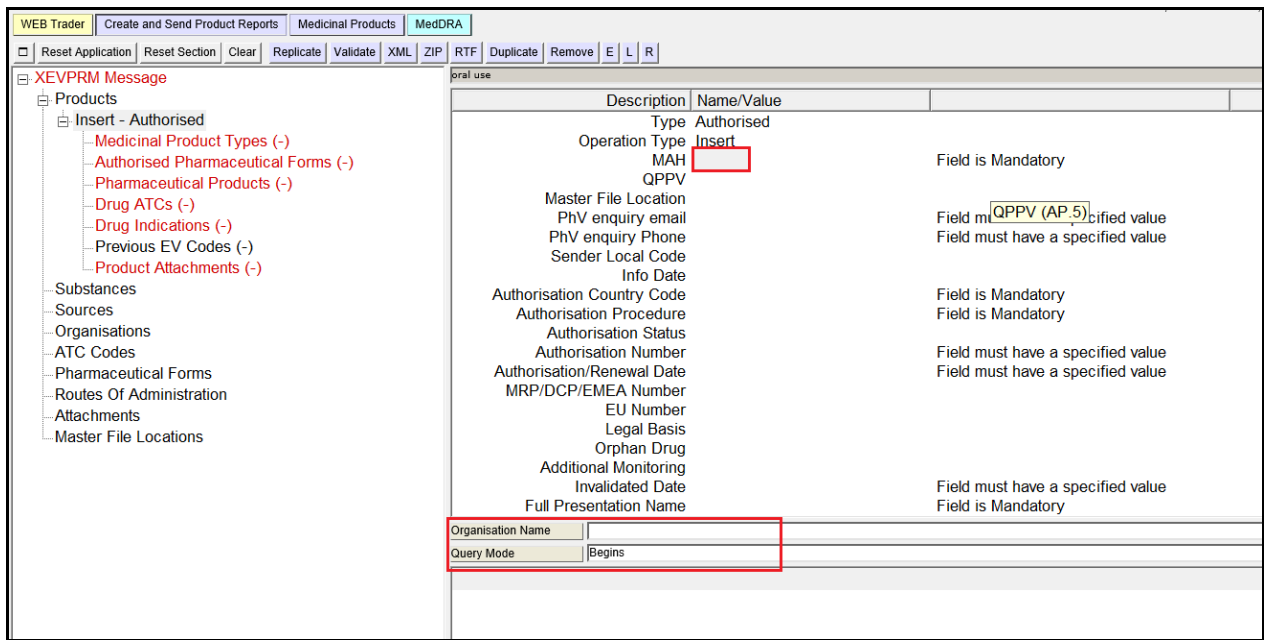 WEB Trader Create and Send Product Reports Medicinal Products MedDRA
Reset Application Reset Section Clear Replicate Validate XML ZIP RTF Duplicate Remove E L R
XEVPRM Message
Products
Insert - Authorised
Medicinal Product Types (-)
Authorised Pharmaceutical Forms (-)
Pharmaceutical Products (-)
Drug ATCs (-)
Drug Indications (-)
Previous EV Codes (-)
Product Attachments (-)
Substances
Sources
Organisations
ATC Codes
Pharmaceutical Forms
Routes Of Administration
Attachments
Master File Locations
oral use
Description Name/Value
Type Authorised
Operation Type Insert
MAH Field is Mandatory
QPPV
Master File Location
QPPV (AP.5)
PhV enquiry email Field value
PhV enquiry Phone Field must have a specified value
Sender Local Code
Info Date
Authorisation Country Code Field is Mandatory
Authorisation Procedure Field is Mandatory
Authorisation Status
Authorisation Number Field must have a specified value
Authorisation/Renewal Date Field must have a specified value
MRP/DCP/EMEA Number
EU Number
Legal Basis
Orphan Drug
Additional Monitoring
Invalidated Date Field must have a specified value
Full Presentation Name Field is Mandatory
Organisation Name
Query Mode Begins